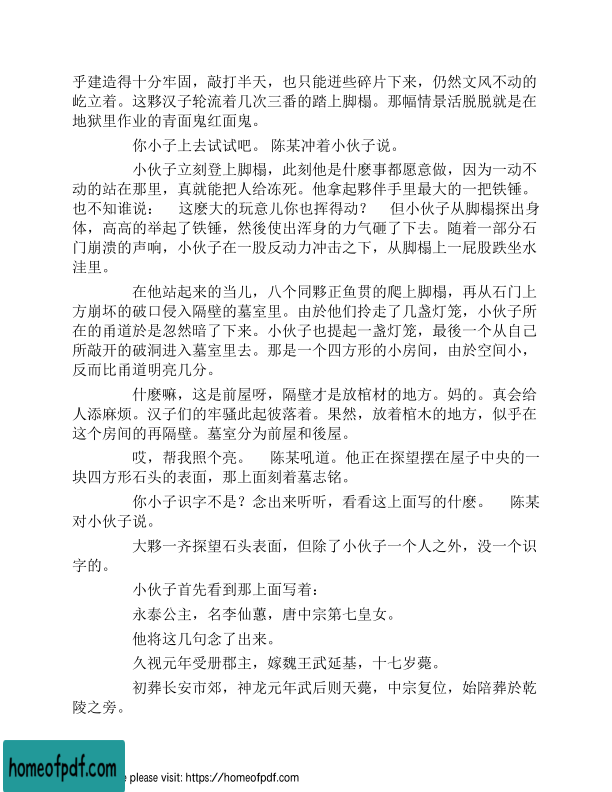 乎建造得十分牢固，敲打半天，也只能迸些碎片下来，仍然文风不动的
屹立着。这夥汉子轮流着几次三番的踏上脚榻。那幅情景活脱脱就是在
地狱里作业的青面鬼红面鬼。
你小子上去试试吧。 陈某冲着小伙子说。
小伙子立刻登上脚榻，此刻他是什麽事都愿意做，因为一动不
动的站在那里，真就能把人给冻死。他拿起夥伴手里最大的一把铁锤。
也不知谁说： 这麽大的玩意儿你也挥得动？ 但小伙子从脚榻探出身
体，高高的举起了铁锤，然後使出浑身的力气砸了下去。随着一部分石
门崩溃的声响，小伙子在一股反动力冲击之下，从脚榻上一屁股跌坐水
洼里。
在他站起来的当儿，八个同夥正鱼贯的爬上脚榻，再从石门上
方崩坏的破口侵入隔壁的墓室里。由於他们拎走了几盏灯笼，小伙子所
在的甬道於是忽然暗了下来。小伙子也提起一盏灯笼，最後一个从自己
所敲开的破洞进入墓室里去。那是一个四方形的小房间，由於空间小，
反而比甬道明亮几分。
什麽嘛，这是前屋呀，隔壁才是放棺材的地方。妈的。真会给
人添麻烦。汉子们的牢骚此起彼落着。果然，放着棺木的地方，似乎在
这个房间的再隔壁。墓室分为前屋和後屋。
哎，帮我照个亮。 陈某吼道。他正在探望摆在屋子中央的一
块四方形石头的表面，那上面刻着墓志铭。
你小子识字不是？念出来听听，看看这上面写的什麽。 陈某
对小伙子说。
大夥一齐探望石头表面，但除了小伙子一个人之外，没一个识
字的。
小伙子首先看到那上面写着：
永泰公主，名李仙蕙，唐中宗第七皇女。
他将这几句念了出来。
久视元年受册郡主，嫁魏王武延基，十七岁薨。
初葬长安市郊，神龙元年武后则天薨，中宗复位，始陪葬於乾
陵之旁。
homeofpdf.com
e please visit: https://homeofpdf.com